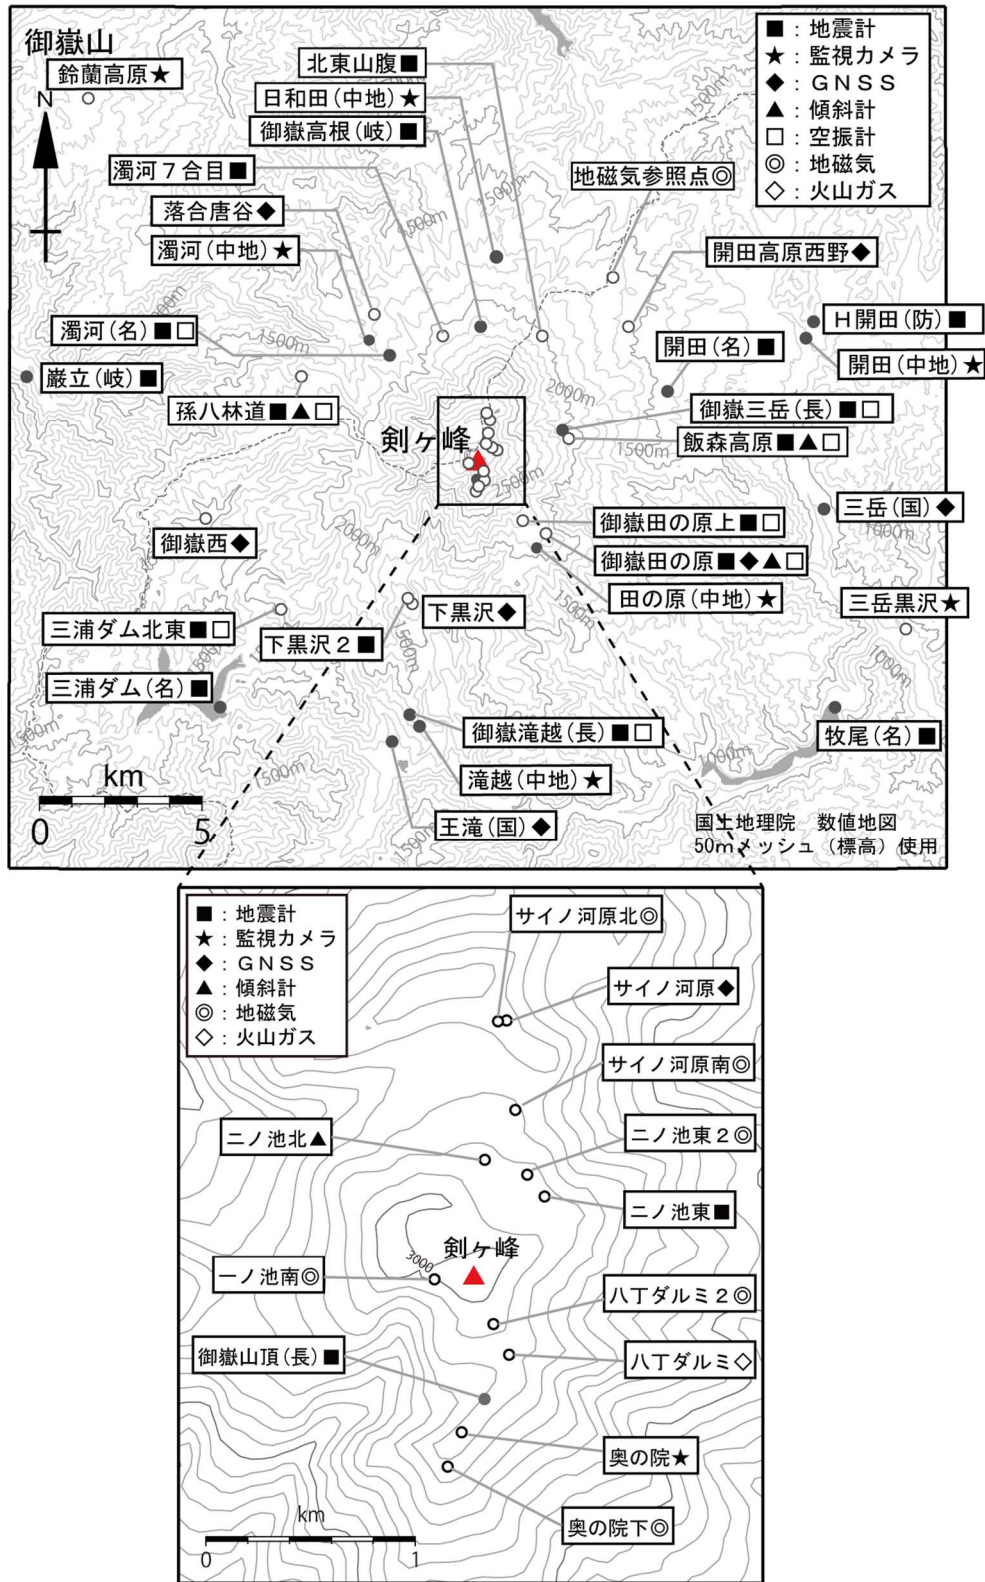 御嶽山
鈴蘭高原★
N
北東山腹■
日和田(中地)★
御嶽高根(岐)■
濁河７合目■
落合唐谷◆
濁河(中地)★
濁河(名)■□
巌立(岐)■
孫八林道■▲□
■：地震計
★：監視カメラ
◆：ＧＮＳＳ
▲：傾斜計
□：空振計
◎：地磁気
◇：火山ガス
地磁気参照点◎
開田高原西野◆
Ｈ開田(防)■
開田(中地)★
開田(名)■
御嶽三岳(長)■□
飯森高原■▲□
剣ヶ峰
三岳(国)◆
御嶽西◆
御嶽田の原上■□
御嶽田の原■◆▲□
田の原(中地)★
三岳黒沢★
三浦ダム北東■□
下黒沢２■
下黒沢◆
三浦ダム(名)■
御嶽滝越(長)■□
滝越(中地)★
王滝(国)◆
牧尾(名)■
1500m
1500m
1500m
1500m
1500m
2000m
1500m
2500m
2000m
1000m
1500m
1500m
1500m
1000m
1500m
1000m
1500m
1500m
km
0 5
国土地理院　数値地図
50mメッシュ（標高）使用
■：地震計
★：監視カメラ
◆：ＧＮＳＳ
▲：傾斜計
◎：地磁気
◇：火山ガス
サイノ河原北◎
サイノ河原◆
サイノ河原南◎
二ノ池北▲
二ノ池東２◎
二ノ池東■
剣ヶ峰
3000
一ノ池南◎
八丁ダルミ２◎
御嶽山頂(長)■
八丁ダルミ◇
奥の院★
奥の院下◎
km
0 1